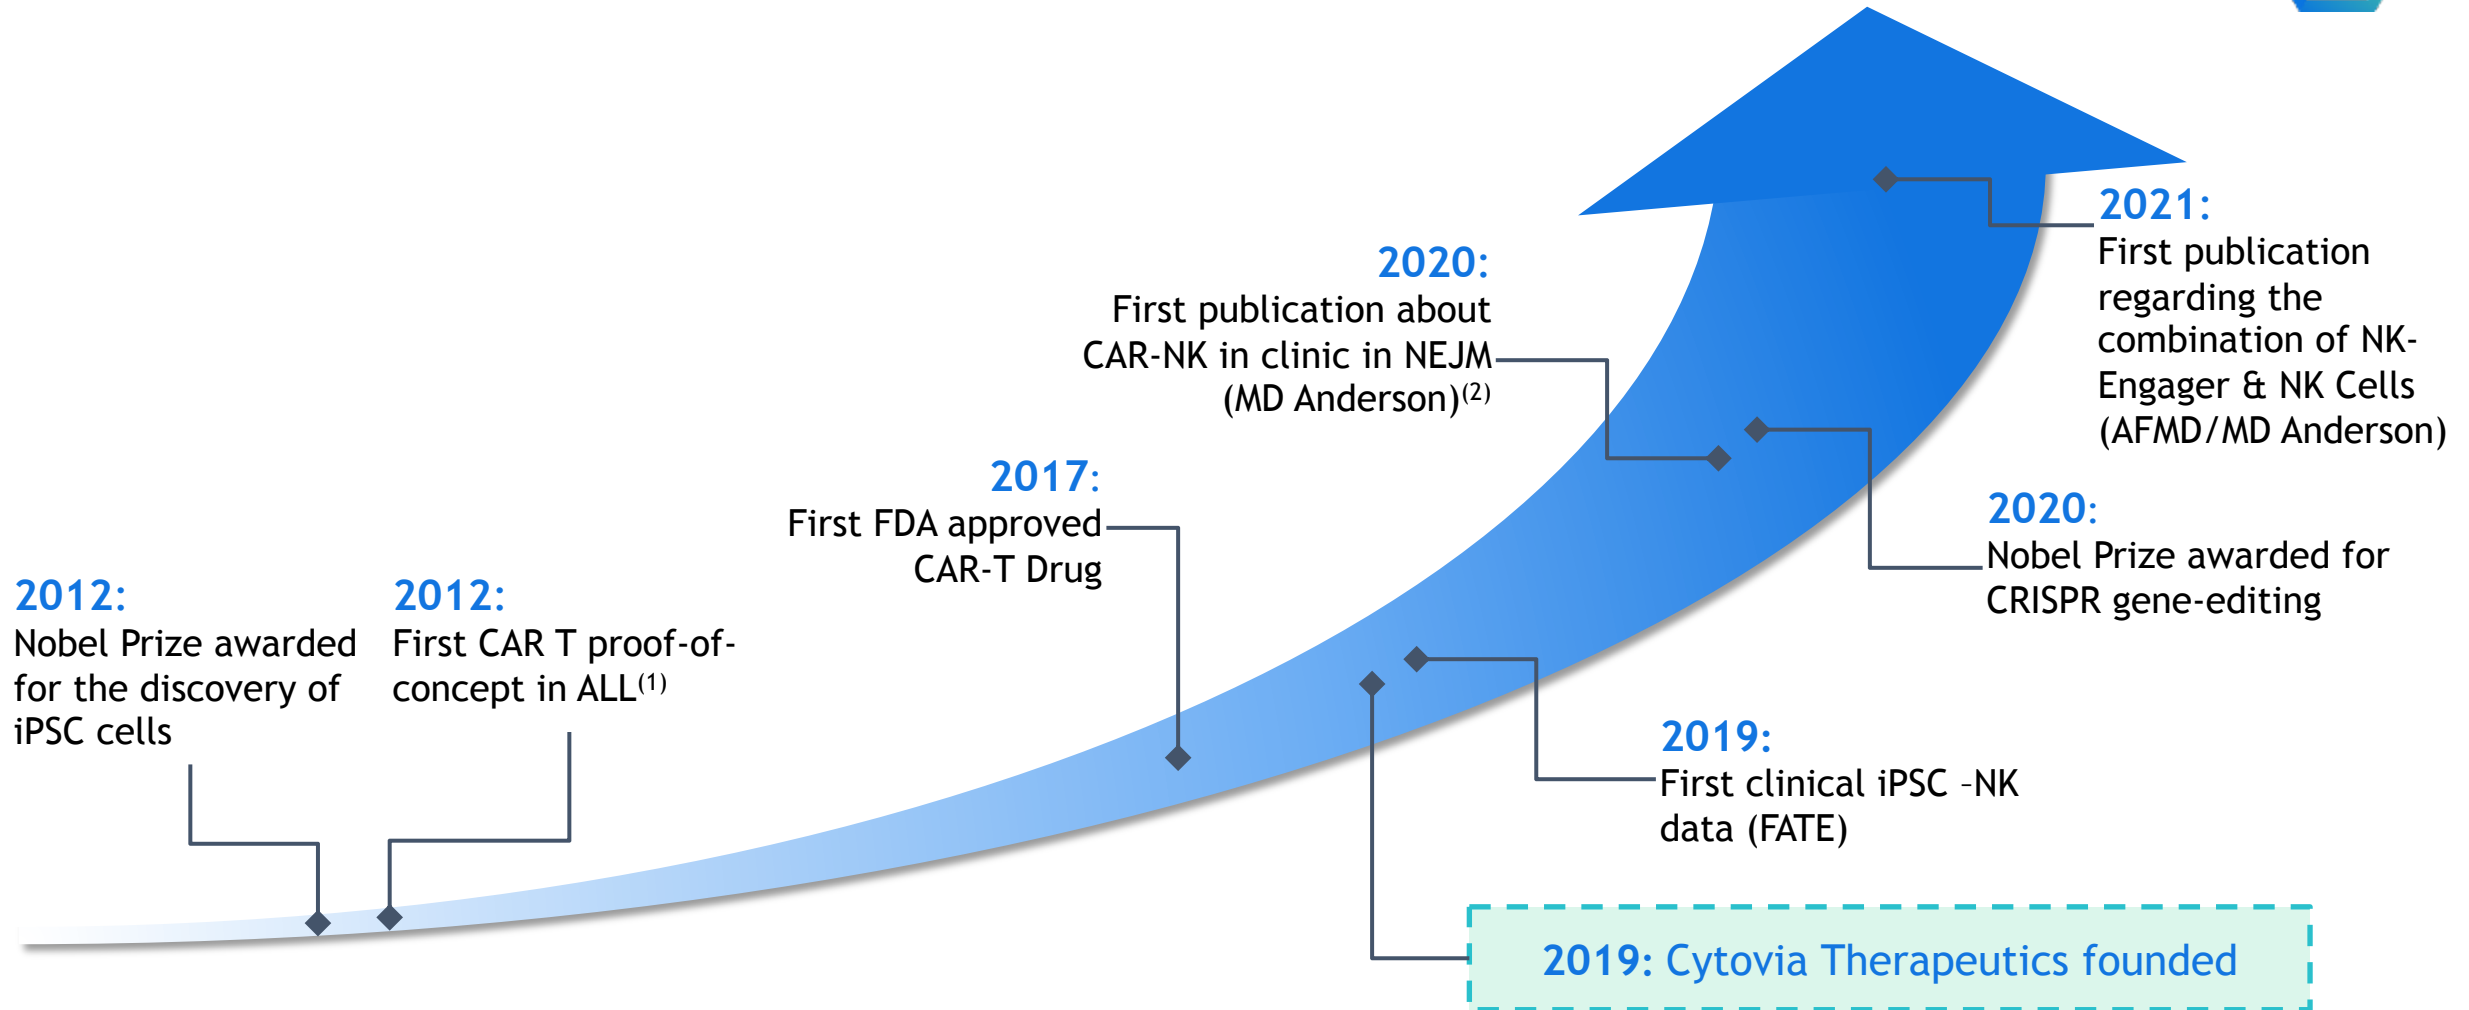 2012:
Nobel Prize awarded
for the discovery of
iPSC cells
2012:
First CAR T proof-of-
concept in ALL(1)
2017:
First FDA approved
CAR-T Drug
2020:
First publication about
CAR-NK in clinic in NEJM
(MD Anderson)(2)
2021:
First publication
regarding the
combination of NK-
Engager & NK Cells
(AFMD/MD Anderson)
2020:
Nobel Prize awarded for
CRISPR gene-editing
2019:
First clinical iPSC –NK
data (FATE)
2019: Cytovia Therapeutics founded